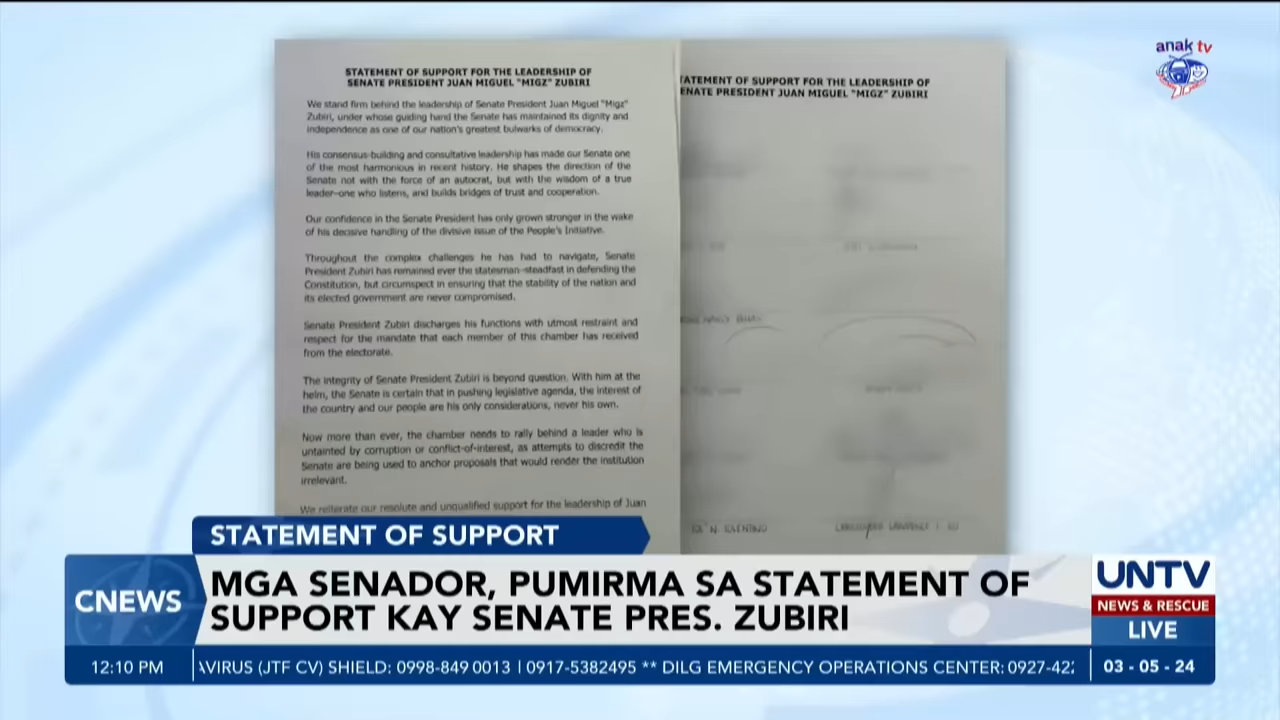 anak tv
STATEMENT OF SUPPORT FOR THE LEADERSHIP OF
SENATE PRESIDENT JUAN MIGUEL "MIGZ" ZUBIRI
We stand firm behind the leadership of Senate President Juan Miguel "Migz"
Zubiri, under whose guiding hand the Senate has maintained its dignity and
independence as one of our nation's greatest bulwarks of democracy.
His consensus-building and consultative leadership has made our Senate one
of the most harmonious in recent history. He shapes the direction of the
Senate not with the force of an autocrat, but with the wisdom of a true
leader–one who listens, and builds bridges of trust and cooperation.
Our confidence in the Senate President has only grown stronger in the wake
of his decisive handling of the divisive issue of the People's Initiative.
Throughout the complex challenges he has had to navigate, Senate
President Zubiri has remained ever the statesman–steadfast in defending the
Constitution, but circumspect in ensuring that the stability of the nation and
its elected government are never compromised.
Senate President Zubiri discharges his functions with utmost restraint and
respect for the mandate that each member of this chamber has received
from the electorate.
The integrity of Senate President Zubiri is beyond question. With him at the
helm, the Senate is certain that in pushing legislative agenda, the interest of
the country and our people are his only considerations, never his own.
Now more than ever, the chamber needs to rally behind a leader who is
untainted by corruption or conflict-of-interest, as attempts to discredit the
Senate are being used to anchor proposals that would render the institution
irrelevant.
We reiterate our resolute and unqualified support for the leadership of Juan
TATEMENT OF SUPPORT FOR THE LEADERSHIP OF
ENATE PRESIDENT JUAN MIGUEL "MIGZ" ZUBIRI
STATEMENT OF SUPPORT
CNEWS
MGA SENADOR, PUMIRMA SA STATEMENT OF
SUPPORT KAY SENATE PRES. ZUBIRI
UNTV
NEWS & RESCUE
LIVE
12:10 PM
AVIRUS (JTF CV) SHIELD: 0998-849 0013 | 0917-5382495 ** DILG EMERGENCY OPERATIONS CENTER: 0927-422
03 - 05 - 24